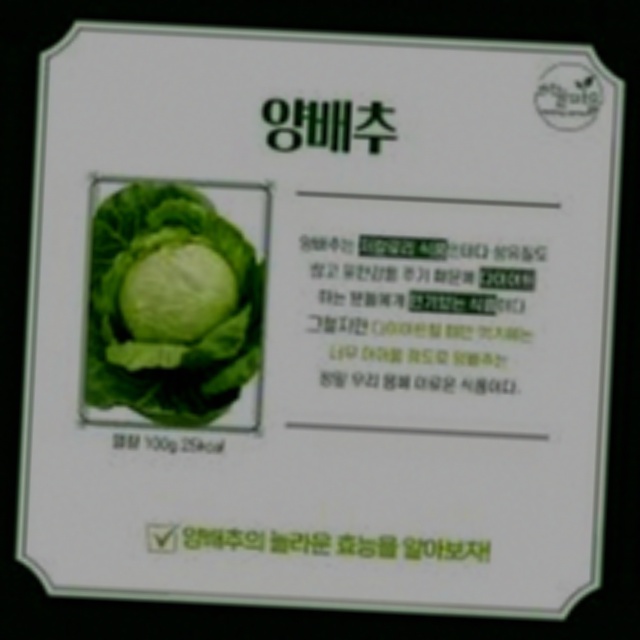 양배추
양배추는 저칼로리 식품인데다 섬유질도
많고 포만감을 주기 때문에 다이어트
하는 분들에게 인기있는 식품이다
그렇지만 다이어트할 때만 먹기에는
너무 아까울 정도로 양배추는
정말 우리 몸에 이로운 식품이다.
열량 100g 25kcal
양배추의 놀라운 효능을 알아보자!